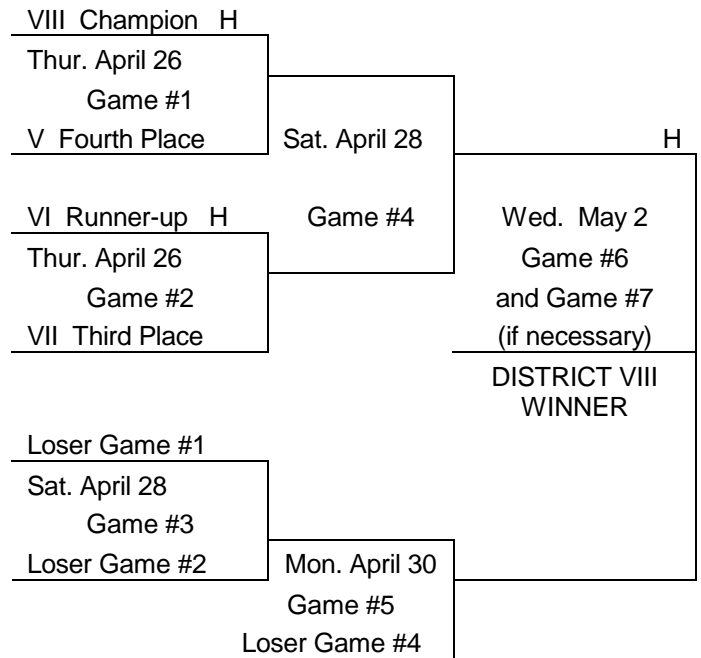 VIII Champion H
Thur. April 26
Game #1
V Fourth Place
Sat. April 28
H
VI Runner-up H
Game #4
Wed. May 2
Thur. April 26
Game #6
Game #2
and Game #7
VII Third Place
(if necessary)
DISTRICT VIII
WINNER
Loser Game #1
Sat. April 28
Game #3
Loser Game #2
Mon. April 30
Game #5
Loser Game #4